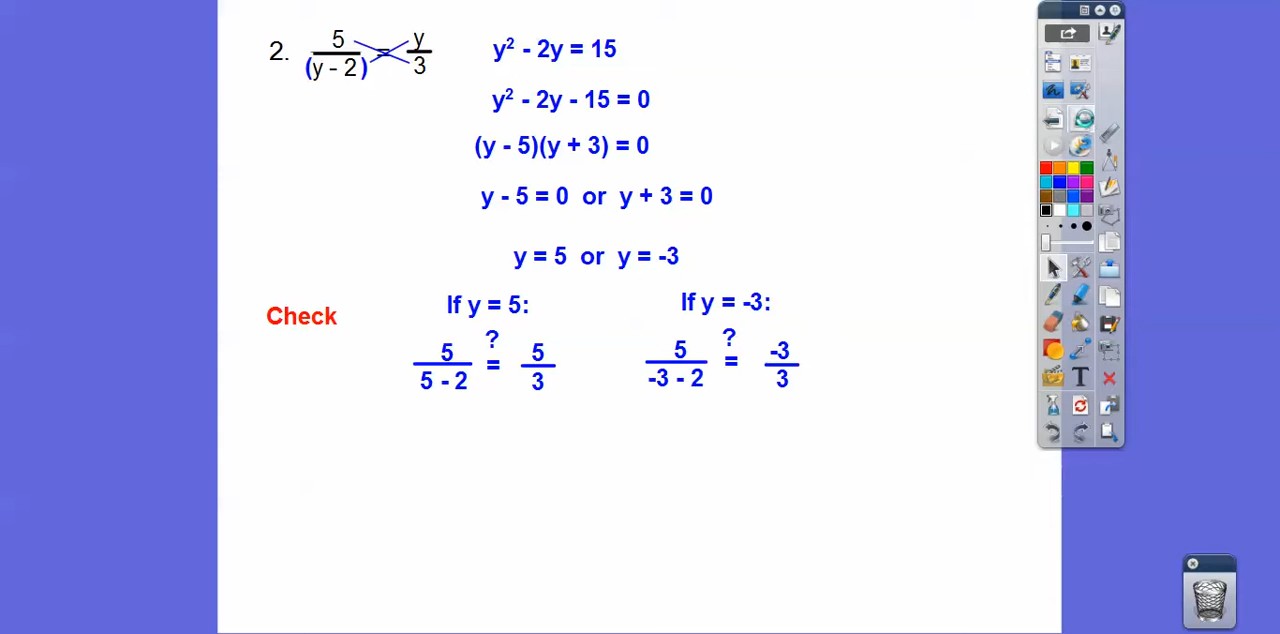 2. 5/(y - 2) = y/3
y² - 2y = 15
y² - 2y - 15 = 0
(y - 5)(y + 3) = 0
y - 5 = 0 or y + 3 = 0
y = 5 or y = -3
Check
If y = 5:
5/(5 - 2) ?= 5/3
If y = -3:
5/(-3 - 2) ?= -3/3
T